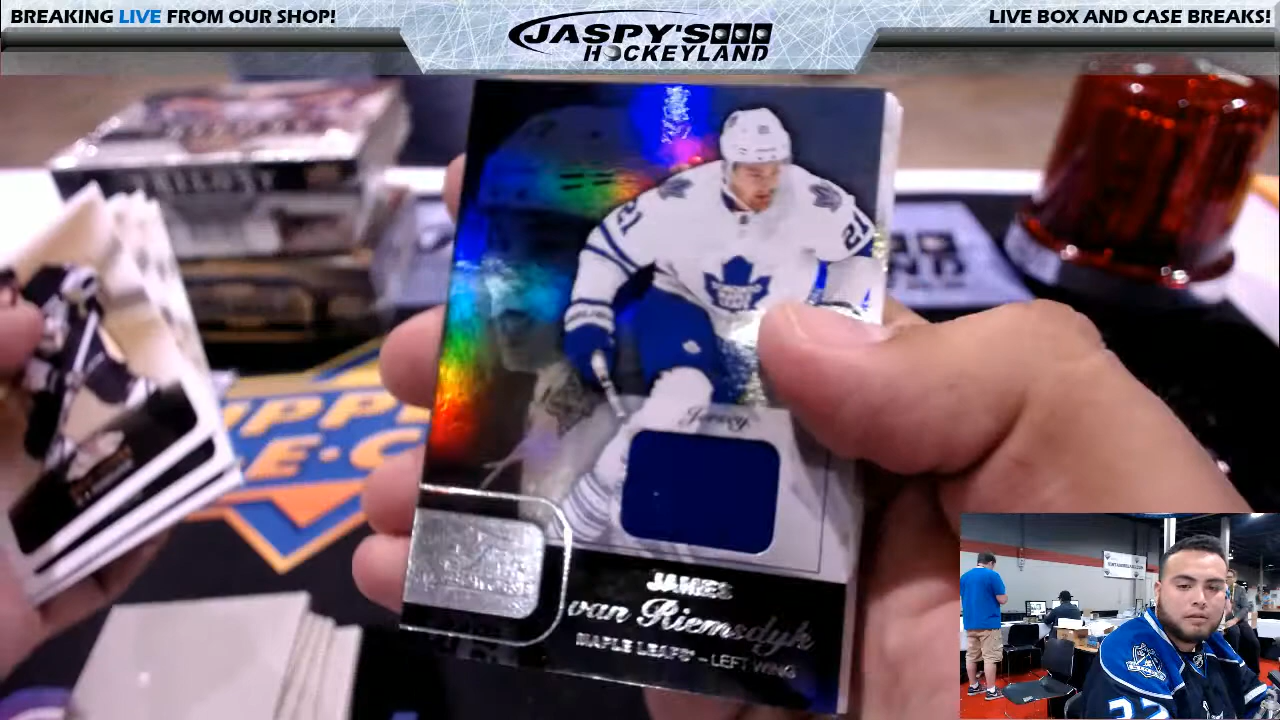 BREAKING LIVE FROM OUR SHOP!
JASPY'S
HOCKEYLAND
LIVE BOX AND CASE BREAKS!
TRILOGY
21
21
Jersey
JAMES
van Riemsdyk
MAPLE LEAFS - LEFT WING